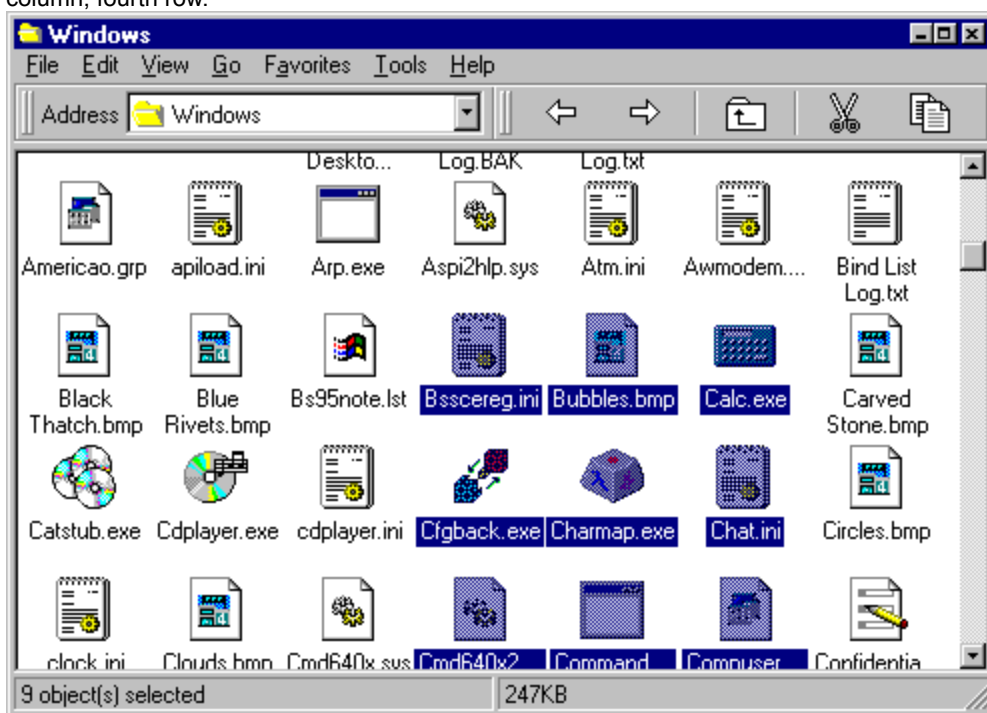 column, fourth row.
Windows
File Edit View Go Favorites Tools Help
Address Windows
Deskto... Log.BAK Log.txt
Americao.grp apiload.ini Arp.exe Aspi2hlp.sys Atm.ini Awmodem.... Bind List
Log.txt
Black Blue Bs95note.lst Bsscereg.ini Bubbles.bmp Calc.exe Carved
Thatch.bmp Rivets.bmp Stone.bmp
Catstub.exe Cdplayer.exe cdplayer.ini Cfgback.exe Charmap.exe Chat.ini Circles.bmp
clock.ini Clouds.bmp Cmd640x.sys Cmd640x2 Command Compuser Confidentia
9 object(s) selected 247KB